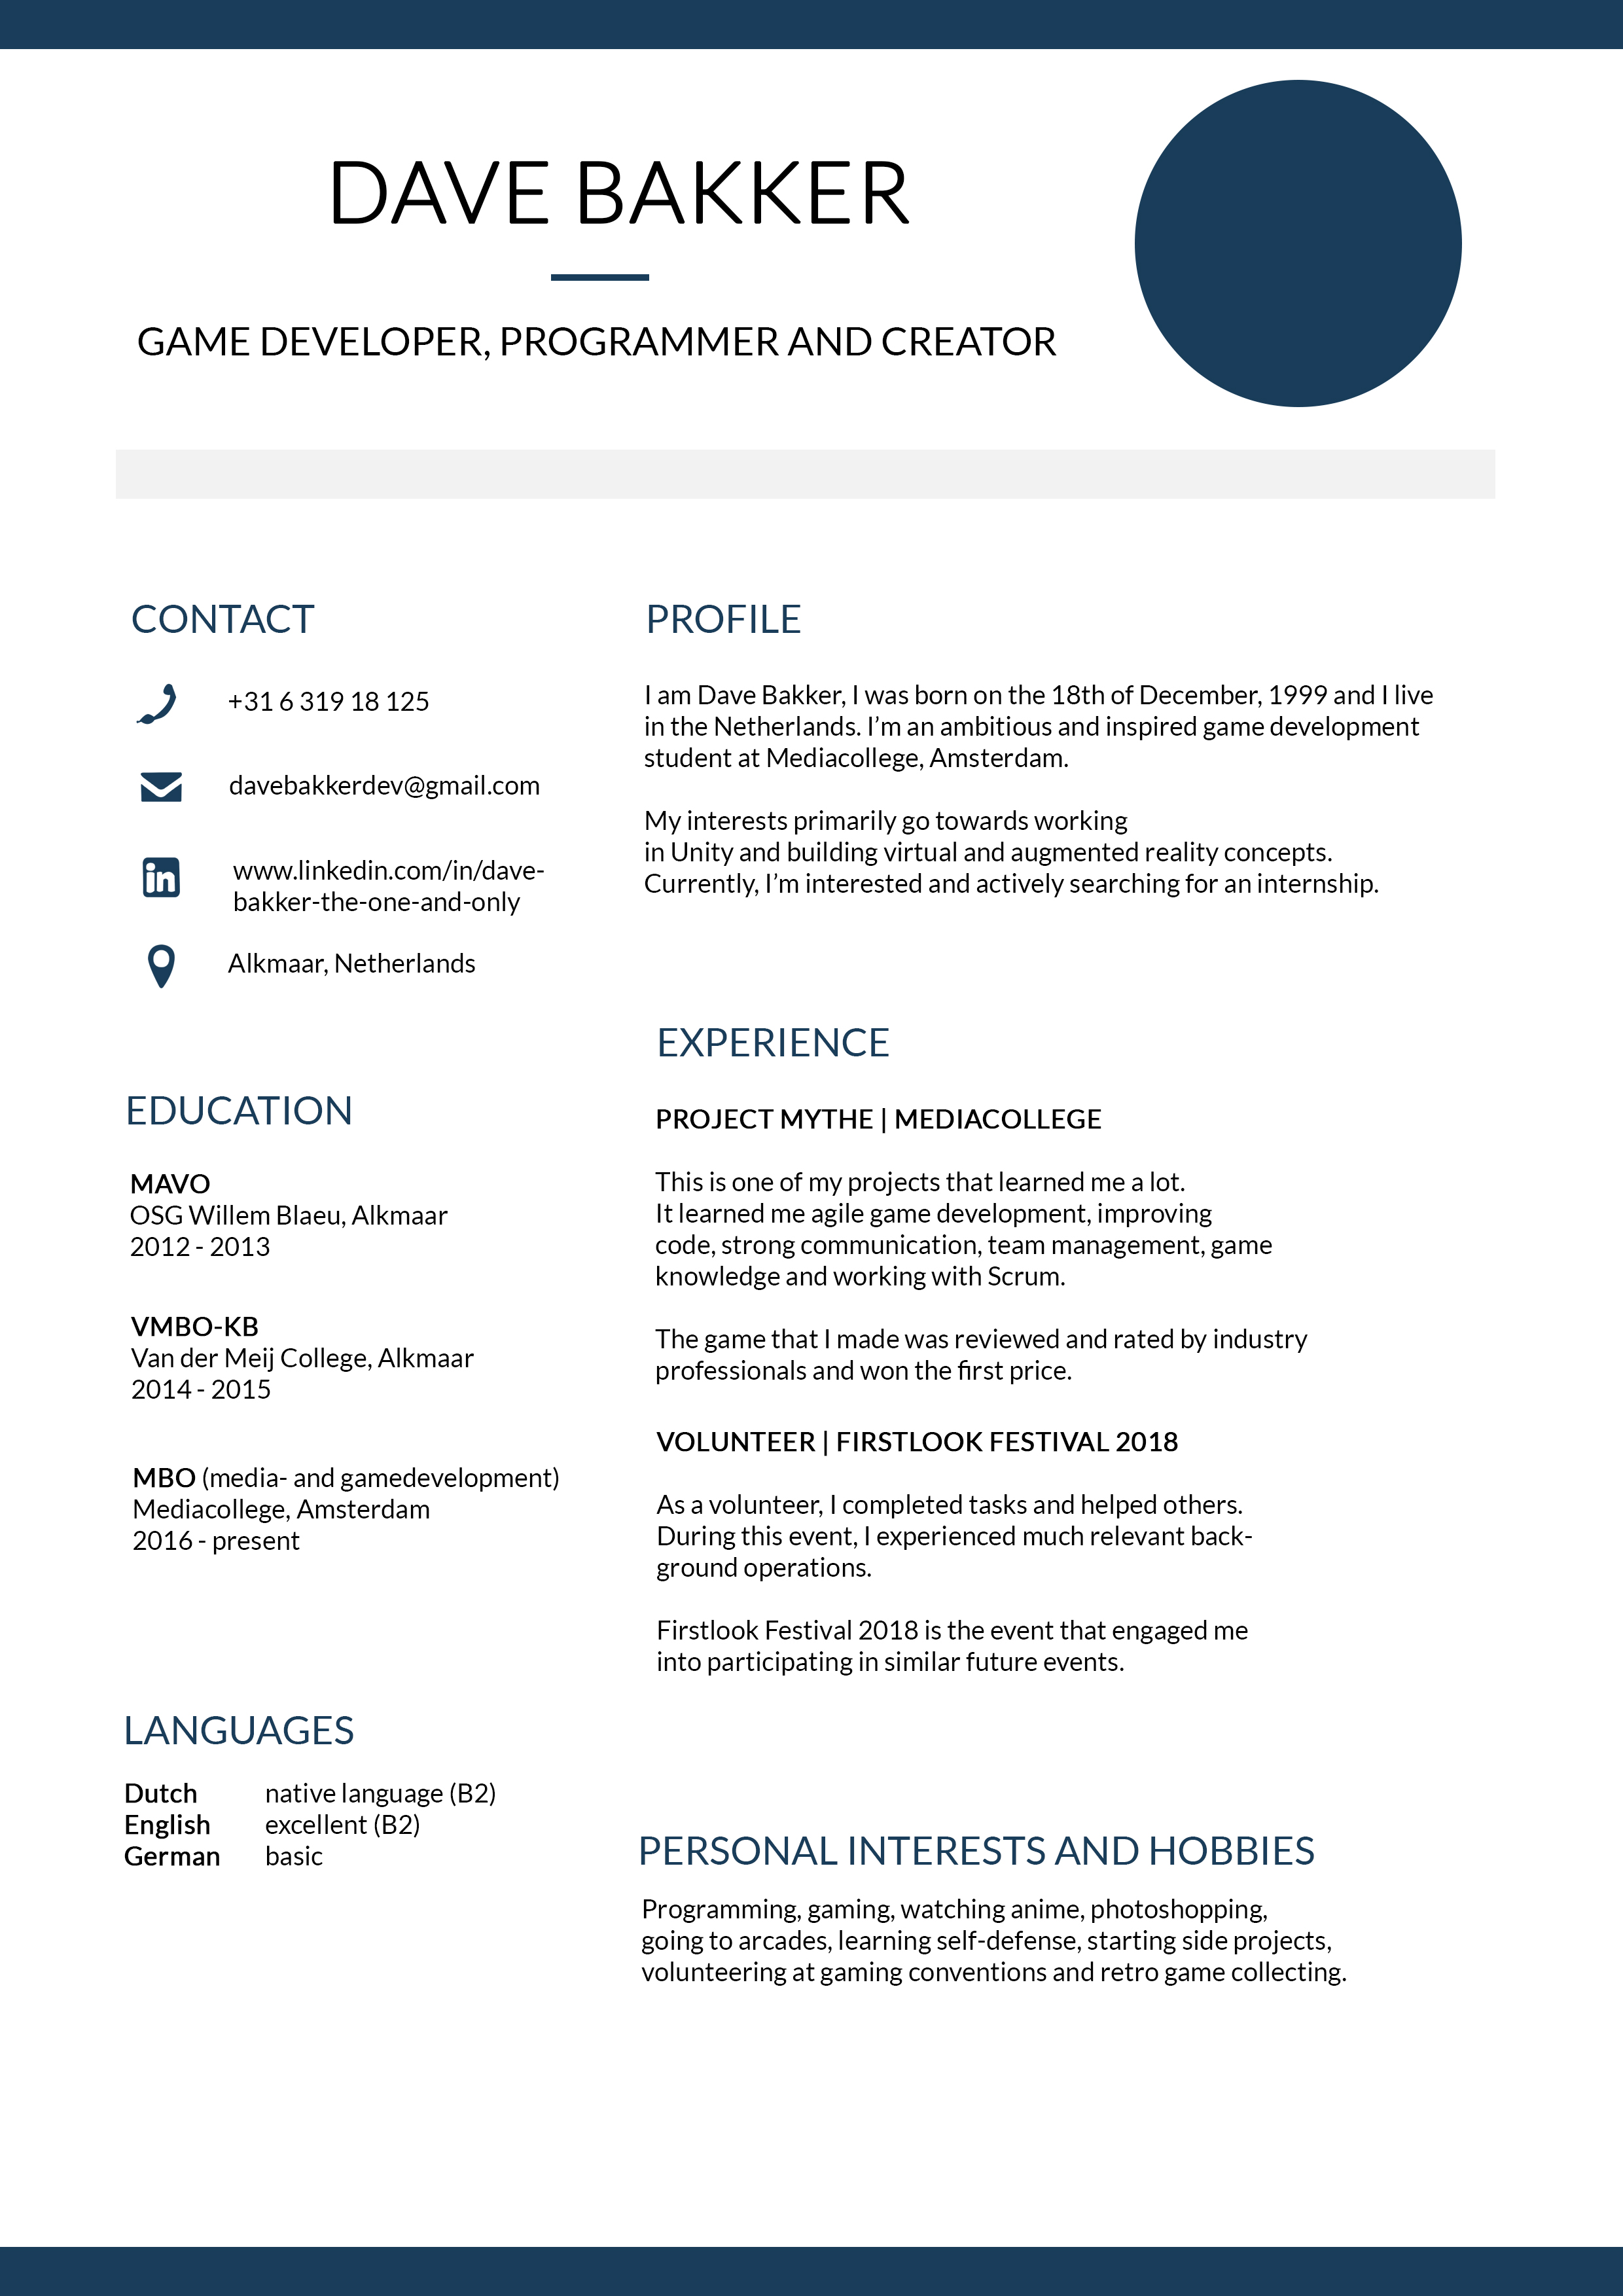 DAVE BAKKER
GAME DEVELOPER, PROGRAMMER AND CREATOR
CONTACT
+31 6 319 18 125
davebakkerdev@gmail.com
www.linkedin.com/in/dave-
bakker-the-one-and-only
Alkmaar, Netherlands
EDUCATION
MAVO
OSG Willem Blaeu, Alkmaar
2012 - 2013
VMBO-KB
Van der Meij College, Alkmaar
2014 - 2015
MBO (media- and gamedevelopment)
Mediacollege, Amsterdam
2016 - present
LANGUAGES
Dutch native language (B2)
English excellent (B2)
German basic
PROFILE
I am Dave Bakker, I was born on the 18th of December, 1999 and I live
in the Netherlands. I’m an ambitious and inspired game development
student at Mediacollege, Amsterdam.
My interests primarily go towards working
in Unity and building virtual and augmented reality concepts.
Currently, I’m interested and actively searching for an internship.
EXPERIENCE
PROJECT MYTHE | MEDIACOLLEGE
This is one of my projects that learned me a lot.
It learned me agile game development, improving
code, strong communication, team management, game
knowledge and working with Scrum.
The game that I made was reviewed and rated by industry
professionals and won the first price.
VOLUNTEER | FIRSTLOOK FESTIVAL 2018
As a volunteer, I completed tasks and helped others.
During this event, I experienced much relevant back-
ground operations.
Firstlook Festival 2018 is the event that engaged me
into participating in similar future events.
PERSONAL INTERESTS AND HOBBIES
Programming, gaming, watching anime, photoshopping,
going to arcades, learning self-defense, starting side projects,
volunteering at gaming conventions and retro game collecting.